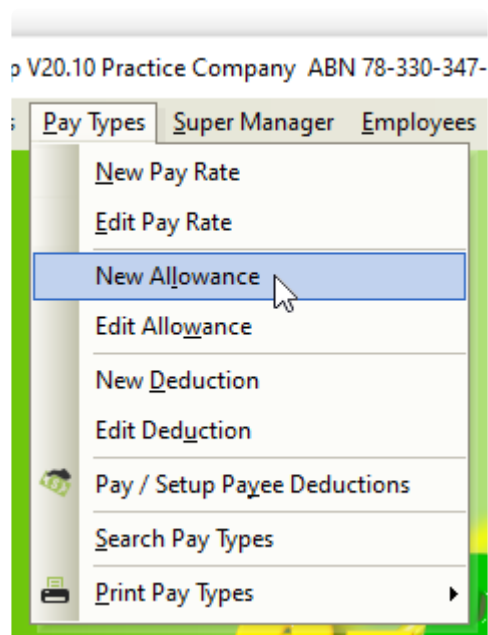 p V20.10 Practice Company ABN 78-330-347-
Pay Types Super Manager Employees
New Pay Rate
Edit Pay Rate
New Allowance
Edit Allowance
New Deduction
Edit Deduction
Pay / Setup Payee Deductions
Search Pay Types
Print Pay Types